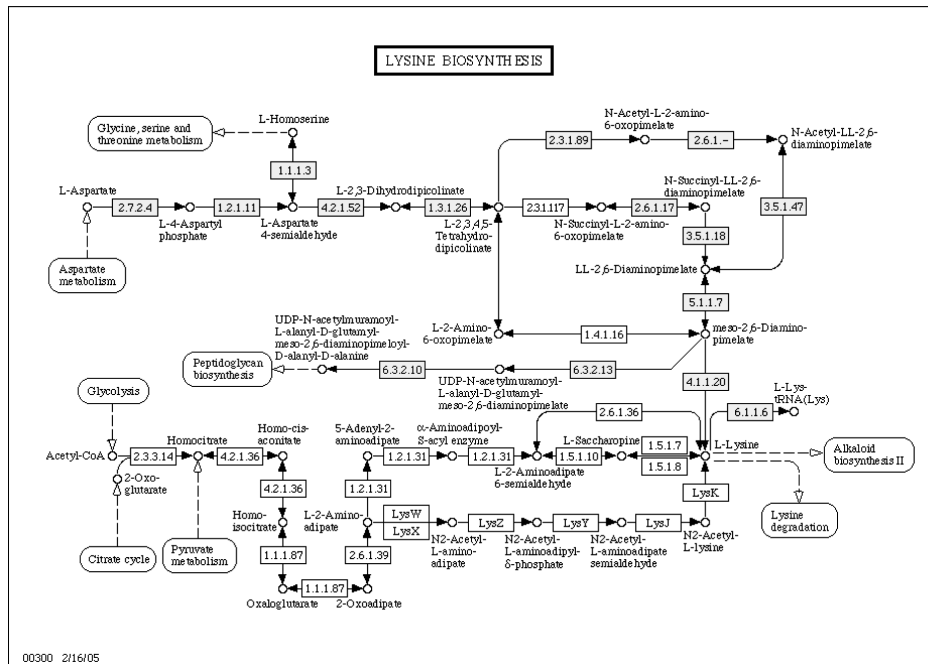 LYSINE BIOSYNTHESIS
Glycine, serine and
threonine metabolism
L-Homoserine
1.1.1.3
N-Acetyl-L-2-amino-
6-oxopimelate
2.3.1.89
2.6.1.-
N-Acetyl-LL-2,6-
diaminopimelate
L-Aspartate
2.7.2.4
L-4-Aspartyl
phosphate
1.2.1.11
L-Aspartate
4-semialdehyde
4.2.1.52
L-2,3-Dihydrodipicolinate
1.3.1.26
L-2,3,4,5-
Tetrahydro-
dipicolinate
2.3.1.117
N-Succinyl-L-2-amino-
6-oxopimelate
2.6.1.17
N-Succinyl-LL-2,6-
diaminopimelate
3.5.1.47
3.5.1.18
Aspartate
metabolism
LL-2,6-Diaminopimelate
5.1.1.7
L-2-Amino-
6-oxopimelate
1.4.1.16
meso-2,6-Diamino-
pimelate
UDP-N-acetylmuramoyl-
L-alanyl-D-glutamyl-
meso-2,6-diaminopimeloyl-
D-alanyl-D-alanine
Peptidoglycan
biosynthesis
6.3.2.10
6.3.2.13
UDP-N-acetylmuramoyl-
L-alanyl-D-glutamyl-
meso-2,6-diaminopimelate
4.1.1.20
L-Lys-
tRNA(Lys)
6.1.1.6
Glycolysis
Acetyl-CoA
2.3.3.14
Homocitrate
4.2.1.36
Homo-cis-
aconitate
2-Oxo-
glutarate
4.2.1.36
Homo-
isocitrate
1.1.1.87
Oxaloglutarate
1.1.1.87
2-Oxoadipate
2.6.1.39
L-2-Amino-
adipate
1.2.1.31
5-Adenyl-2-
aminoadipate
1.2.1.31
α-Aminoadipoyl-
S-acyl enzyme
1.2.1.31
L-2-Aminoadipate
6-semialdehyde
2.6.1.36
1.5.1.10
L-Saccharopine
1.5.1.7
1.5.1.8
L-Lysine
Alkaloid
biosynthesis II
Lysine
degradation
Citrate cycle
Pyruvate
metabolism
LysW
LysX
N2-Acetyl-
L-amino-
adipate
LysZ
N2-Acetyl-
L-aminoadipyl-
δ-phosphate
LysY
N2-Acetyl-
L-aminoadipate
semialdehyde
LysJ
N2-Acetyl-
L-lysine
LysK
00300 2/16/05